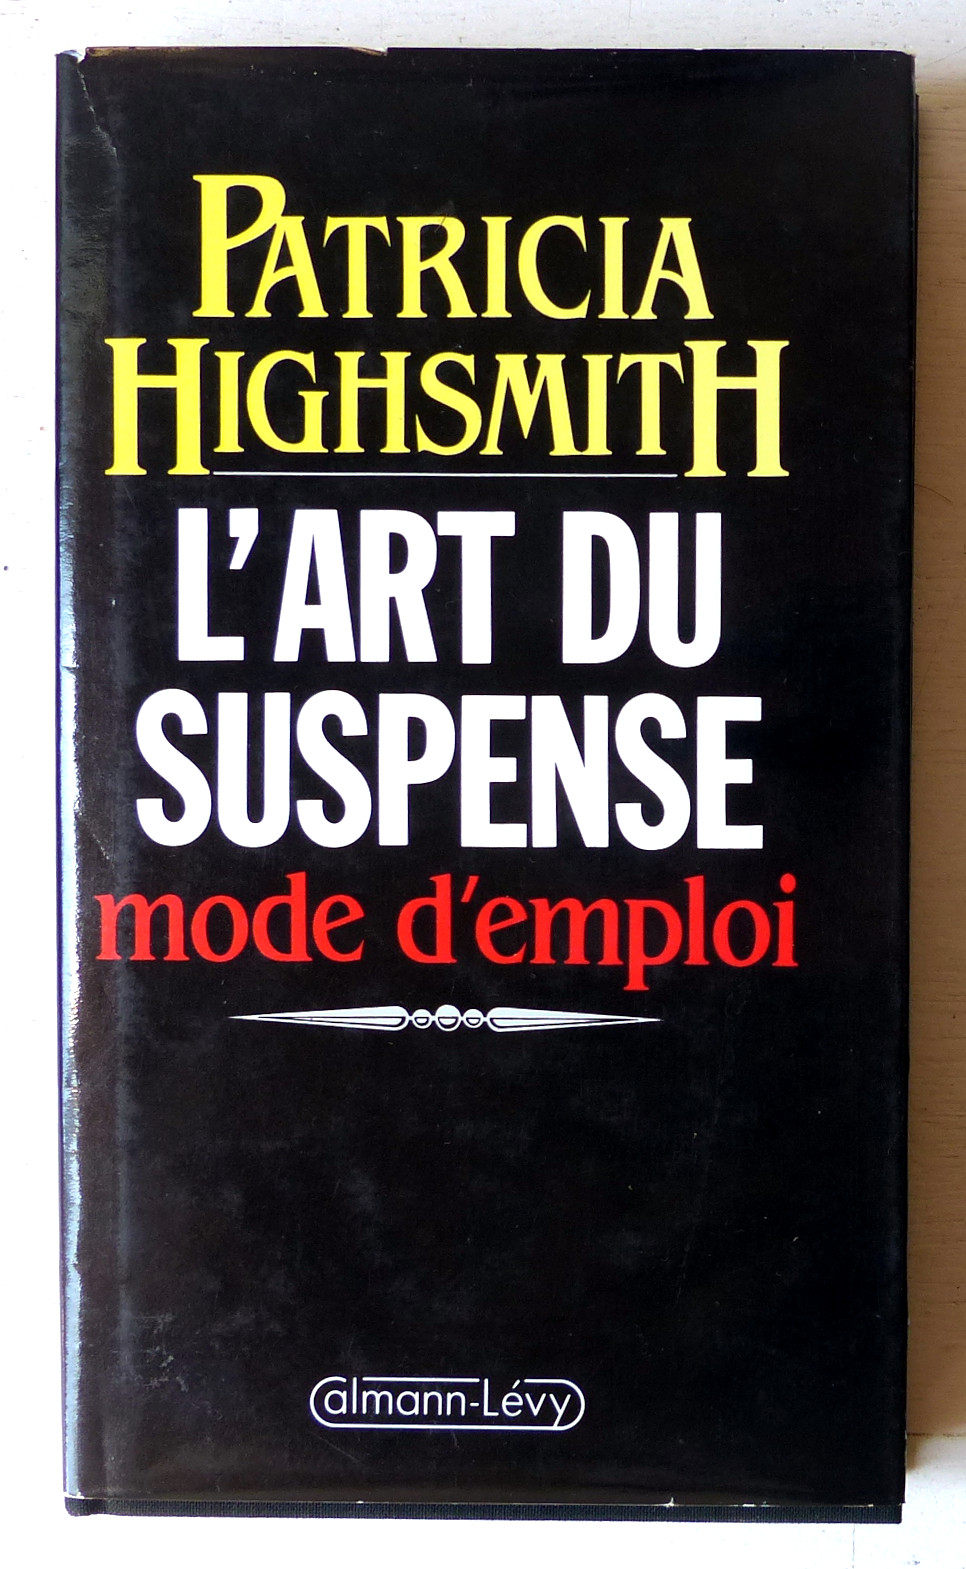 PATRICIA
HIGHSMITH
L'ART DU
SUSPENSE
mode d'emploi
Calmann-Lévy